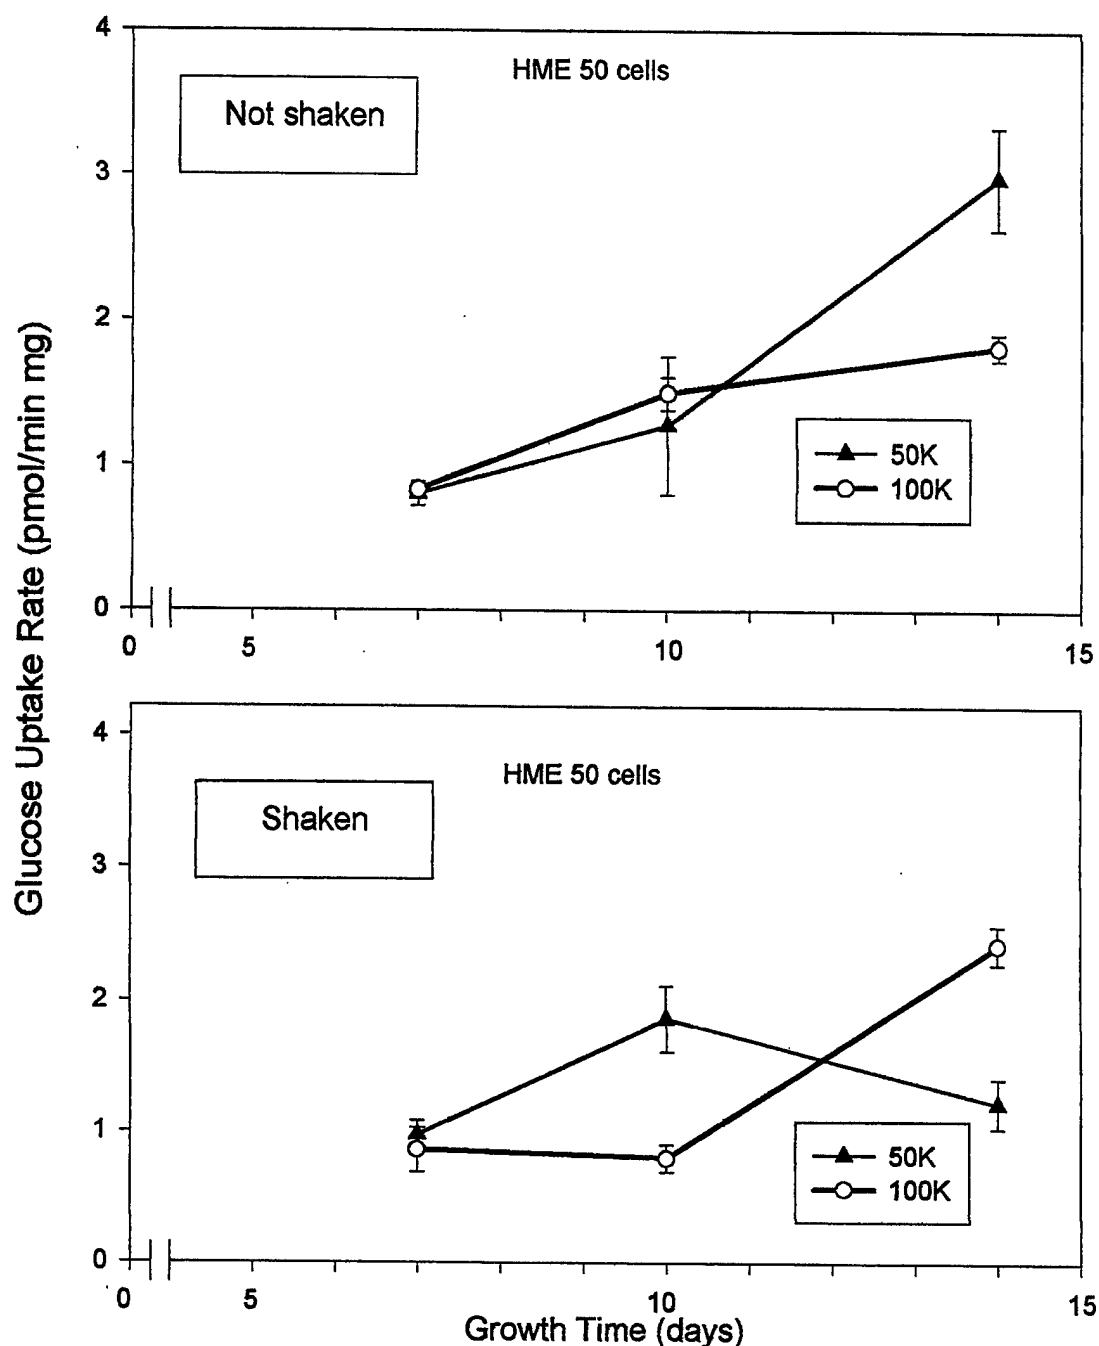 Glucose Uptake Rate (pmol/min mg)
4
3
2
1
0
HME 50 cells
Not shaken
50K
100K
0 5 10 15
4
3
2
1
0
HME 50 cells
Shaken
50K
100K
0 5 10 15
Growth Time (days)